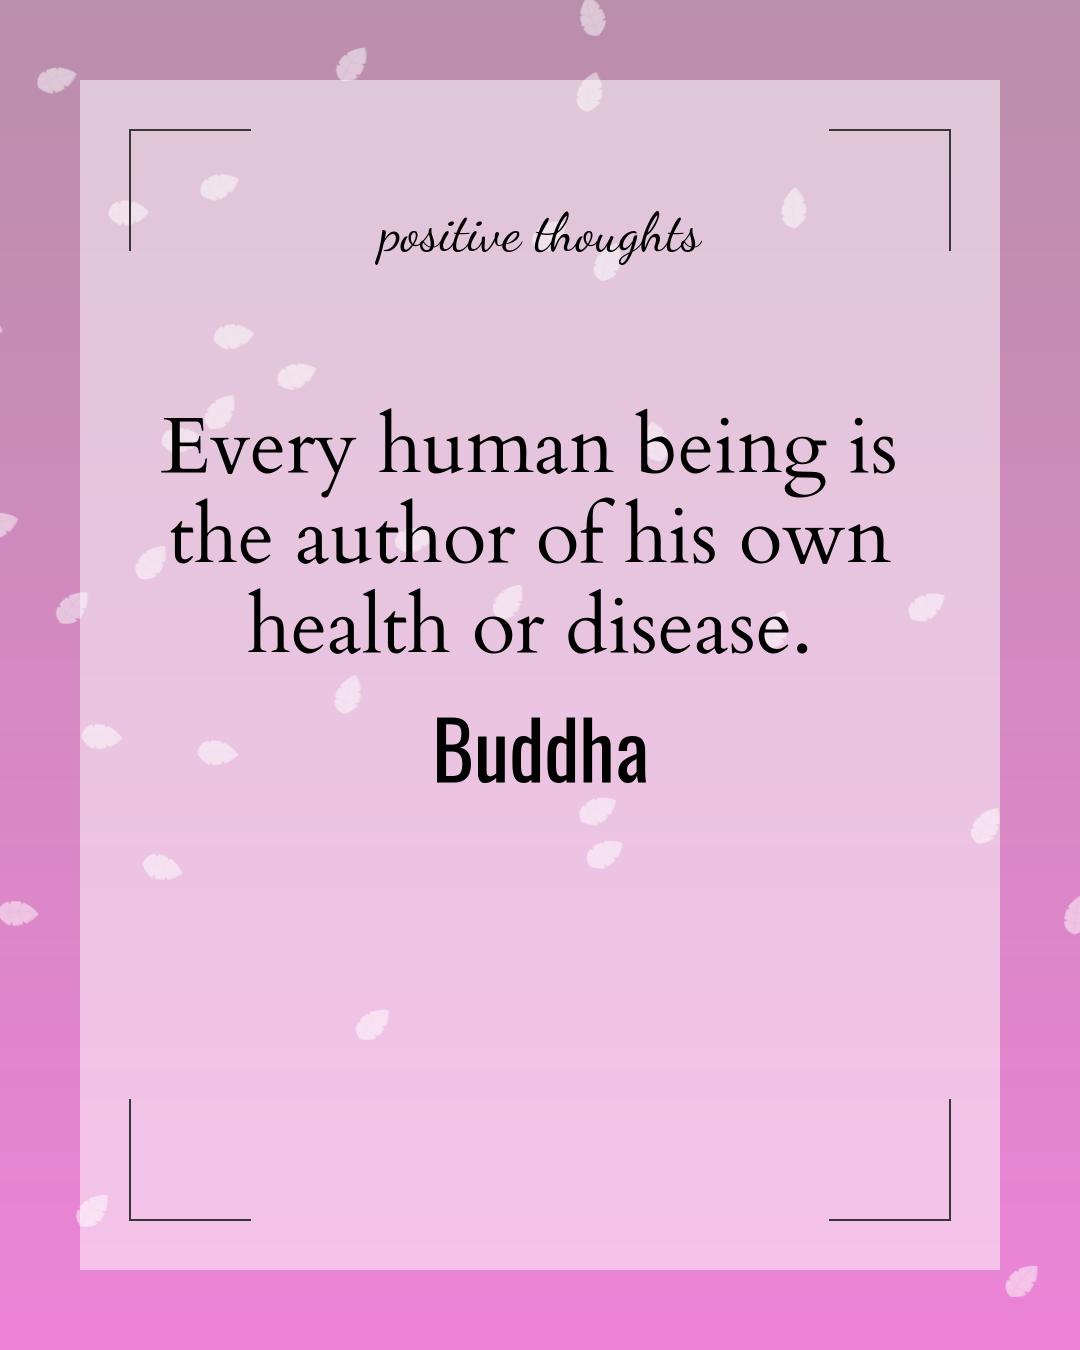 positive thoughts
Every human being is
the author of his own
health or disease.
Buddha